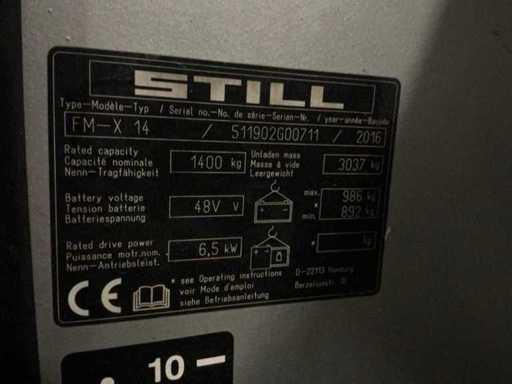 STILL
Type-Modèle-Typ / Serial no.-No. de série-Serien-Nr. / year-année-Baujahr
FM-X 14 / 511902G00711 / 2016
Rated capacity
Capacité nominale
Nenn-Tragfähigkeit
1400 kg
Unladen mass
Masse à vide
Leergewicht
3037 kg
Battery voltage
Tension batterie
Batteriespannung
48V V
max.
*
min.
986 kg
892 kg
Rated drive power
Puissance motr.nom.
Nenn-Antriebsleist.
6,5 kW
* kg
* see Operating instructions
voir Mode d'emploi
siehe Betriebsanleitung
D-22113 Hamburg
CE
10